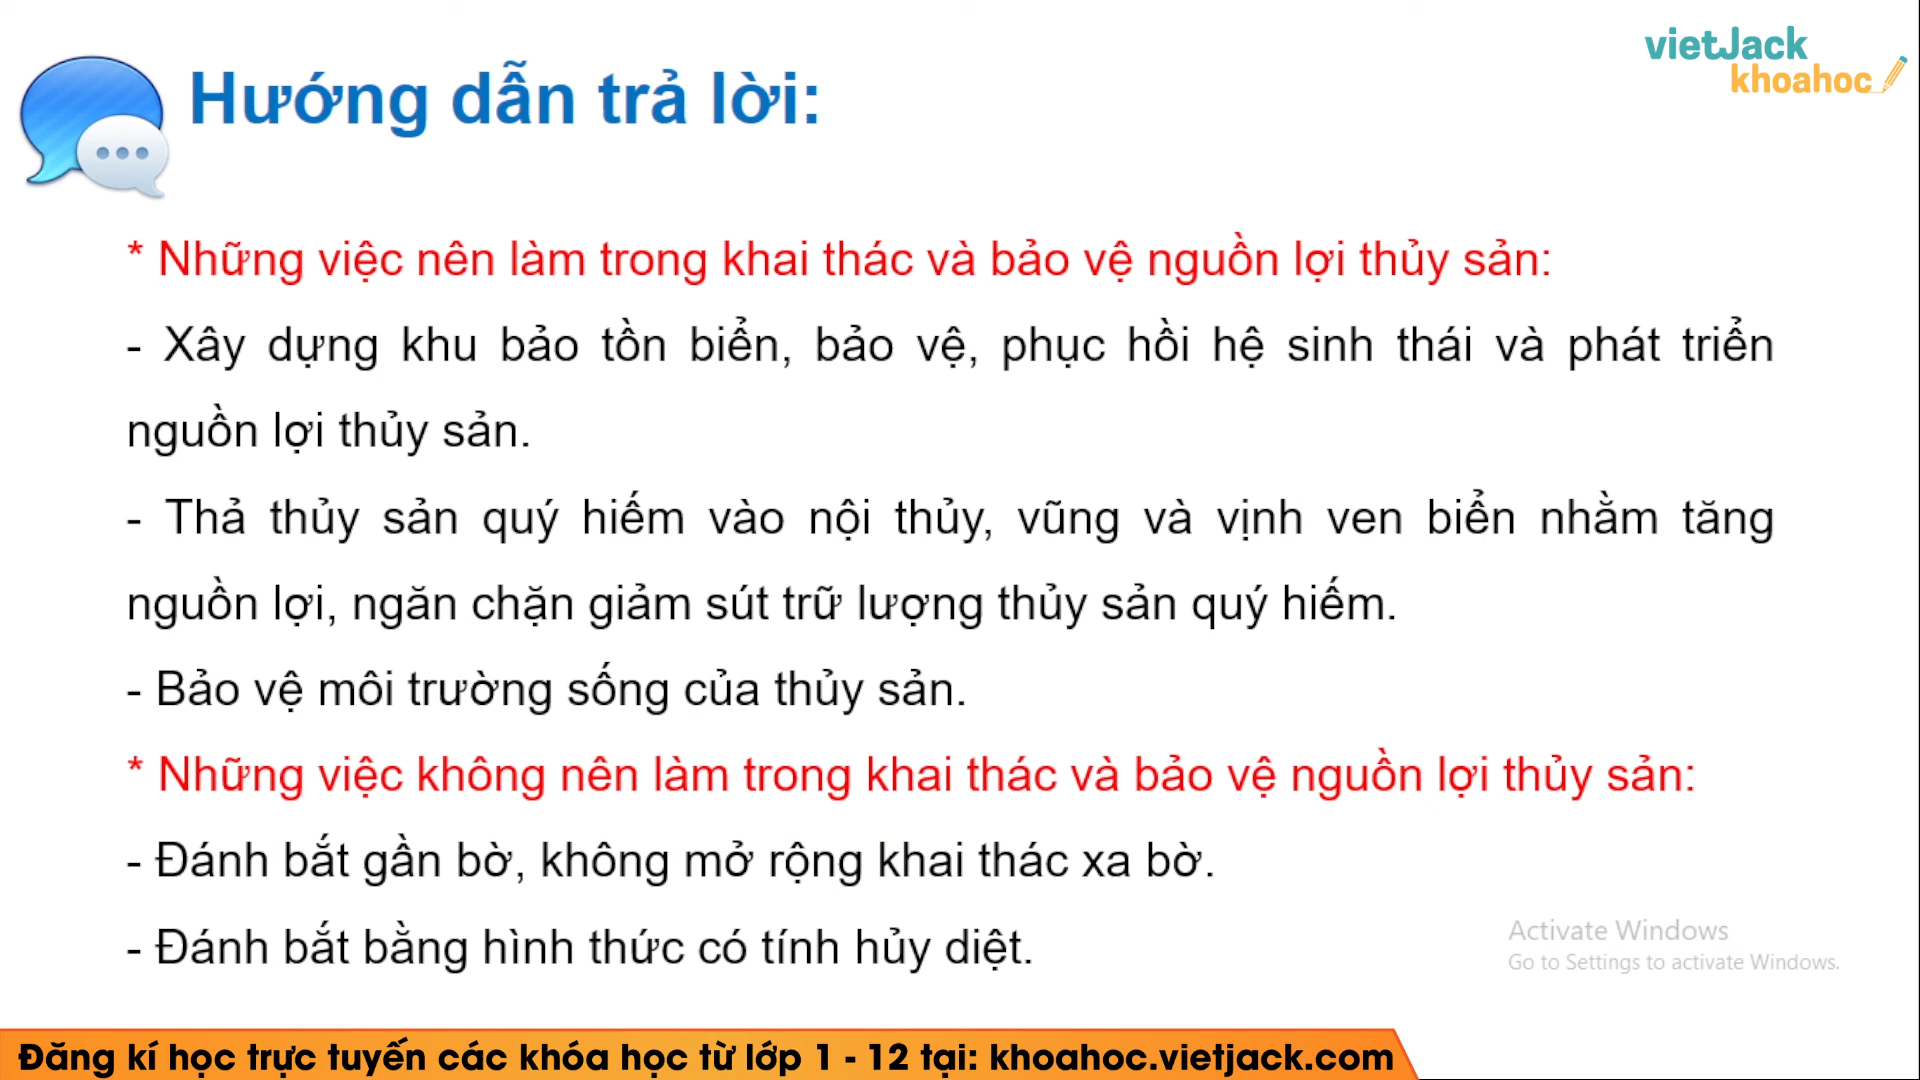 vietJack
khoahoc
Hướng dẫn trả lời:
* Những việc nên làm trong khai thác và bảo vệ nguồn lợi thủy sản:
- Xây dựng khu bảo tồn biển, bảo vệ, phục hồi hệ sinh thái và phát triển
nguồn lợi thủy sản.
- Thả thủy sản quý hiếm vào nội thủy, vũng và vịnh ven biển nhằm tăng
nguồn lợi, ngăn chặn giảm sút trữ lượng thủy sản quý hiếm.
- Bảo vệ môi trường sống của thủy sản.
* Những việc không nên làm trong khai thác và bảo vệ nguồn lợi thủy sản:
- Đánh bắt gần bờ, không mở rộng khai thác xa bờ.
- Đánh bắt bằng hình thức có tính hủy diệt.
Activate Windows
Go to Settings to activate Windows.
Đăng kí học trực tuyến các khóa học từ lớp 1 - 12 tại: khoahoc.vietjack.com